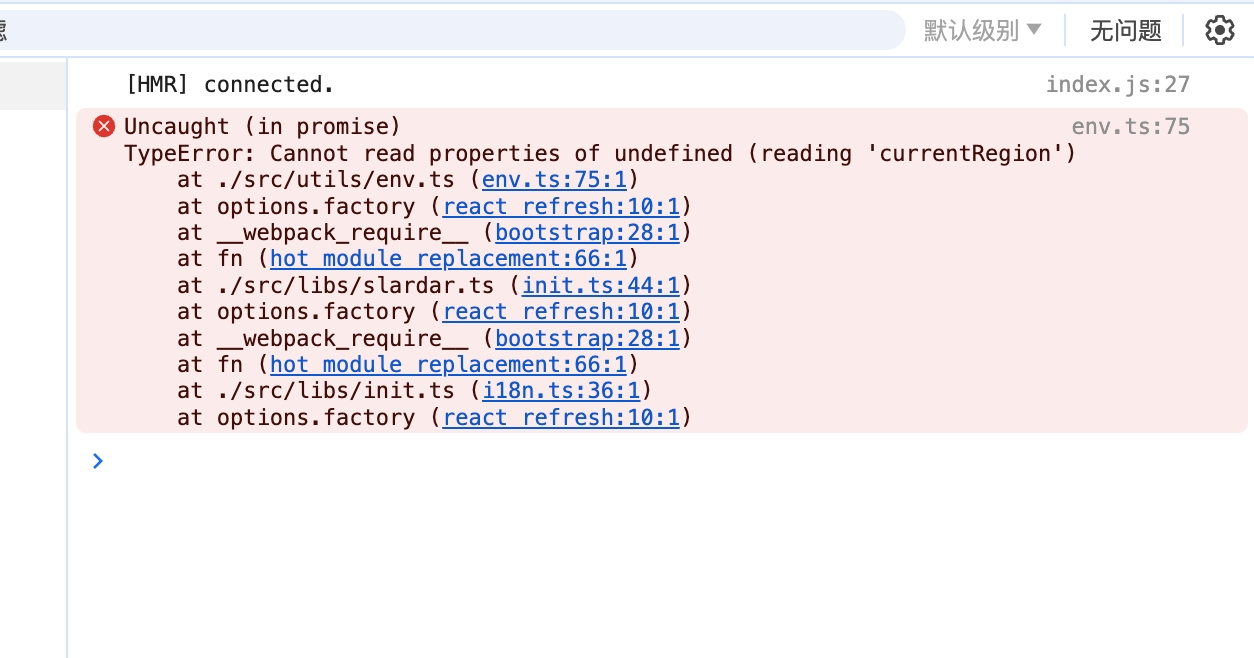 默认级别 ▼ 无问题
[HMR] connected. index.js:27
Uncaught (in promise) env.ts:75
TypeError: Cannot read properties of undefined (reading 'currentRegion')
at ./src/utils/env.ts (env.ts:75:1)
at options.factory (react refresh:10:1)
at __webpack_require__ (bootstrap:28:1)
at fn (hot module replacement:66:1)
at ./src/libs/slardar.ts (init.ts:44:1)
at options.factory (react refresh:10:1)
at __webpack_require__ (bootstrap:28:1)
at fn (hot module replacement:66:1)
at ./src/libs/init.ts (i18n.ts:36:1)
at options.factory (react refresh:10:1)